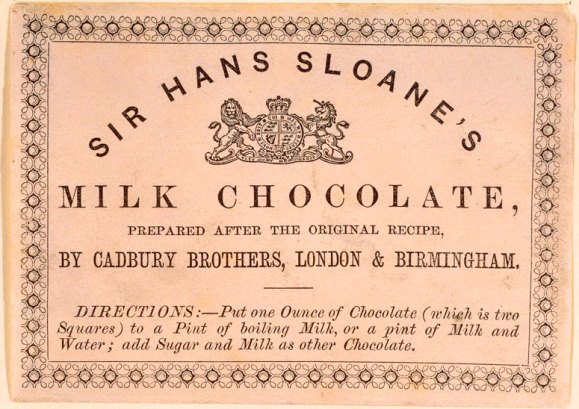 SIR HANS SLOANE'S
MILK CHOCOLATE,
PREPARED AFTER THE ORIGINAL RECIPE,
BY CADBURY BROTHERS, LONDON & BIRMINGHAM.
DIRECTIONS:—Put one Ounce of Chocolate (which is two
Squares) to a Pint of boiling Milk, or a pint of Milk and
Water; add Sugar and Milk as other Chocolate.